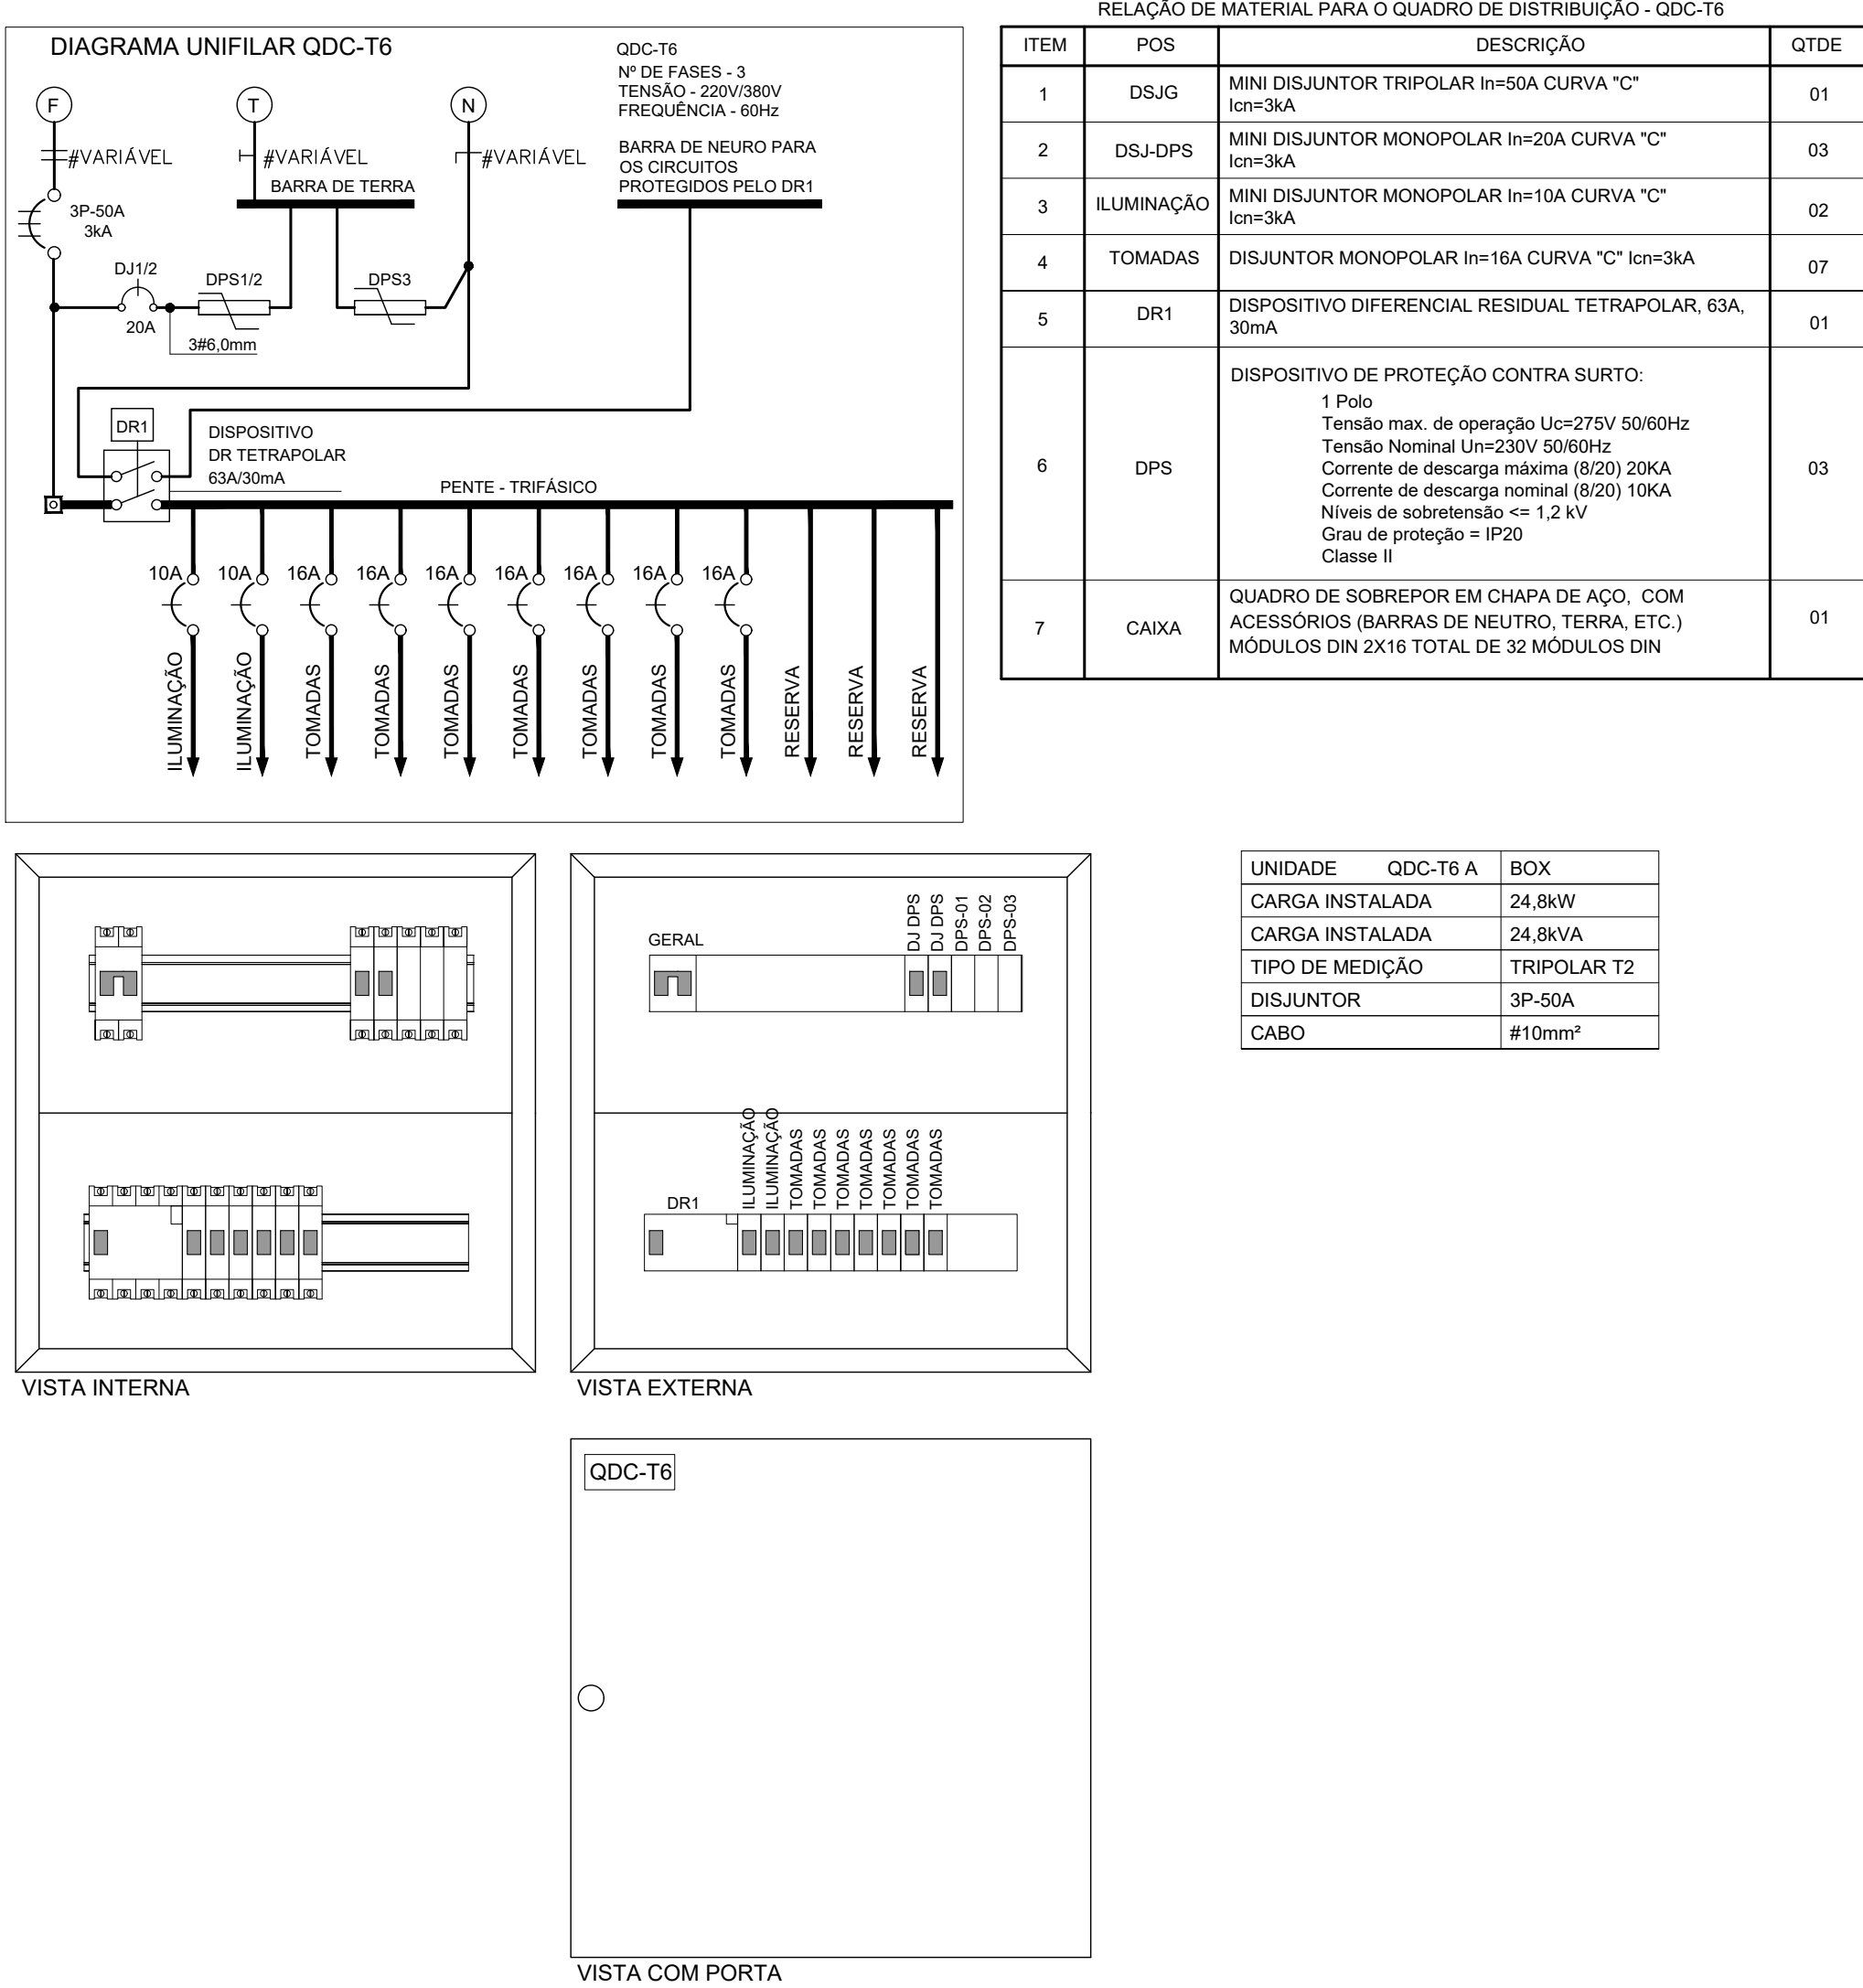 RELAÇÃO DE MATERIAL PARA O QUADRO DE DISTRIBUIÇÃO - QDC-T6
DIAGRAMA UNIFILAR QDC-T6
QDC-T6
Nº DE FASES - 3
TENSÃO - 220V/380V
FREQUÊNCIA - 60Hz
F
T
N
#VARIÁVEL
#VARIÁVEL
#VARIÁVEL
BARRA DE NEURO PARA
OS CIRCUITOS
PROTEGIDOS PELO DR1
BARRA DE TERRA
3P-50A
3kA
DJ1/2
20A
DPS1/2
DPS3
3#6,0mm
DR1
DISPOSITIVO
DR TETRAPOLAR
63A/30mA
PENTE - TRIFÁSICO
10A
10A
16A
16A
16A
16A
16A
16A
16A
ILUMINAÇÃO
ILUMINAÇÃO
TOMADAS
TOMADAS
TOMADAS
TOMADAS
TOMADAS
TOMADAS
TOMADAS
RESERVA
RESERVA
RESERVA
ITEM POS DESCRIÇÃO QTDE
1 DSJG MINI DISJUNTOR TRIPOLAR In=50A CURVA "C"
Icn=3kA 01
2 DSJ-DPS MINI DISJUNTOR MONOPOLAR In=20A CURVA "C"
Icn=3kA 03
3 ILUMINAÇÃO MINI DISJUNTOR MONOPOLAR In=10A CURVA "C"
Icn=3kA 02
4 TOMADAS DISJUNTOR MONOPOLAR In=16A CURVA "C" Icn=3kA 07
5 DR1 DISPOSITIVO DIFERENCIAL RESIDUAL TETRAPOLAR, 63A,
30mA 01
DISPOSITIVO DE PROTEÇÃO CONTRA SURTO:
1 Polo
Tensão max. de operação Uc=275V 50/60Hz
Tensão Nominal Un=230V 50/60Hz
6 DPS Corrente de descarga máxima (8/20) 20KA 03
Corrente de descarga nominal (8/20) 10KA
Níveis de sobretensão <= 1,2 kV
Grau de proteção = IP20
Classe II
QUADRO DE SOBREPOR EM CHAPA DE AÇO, COM
7 CAIXA ACESSÓRIOS (BARRAS DE NEUTRO, TERRA, ETC.) 01
MÓDULOS DIN 2X16 TOTAL DE 32 MÓDULOS DIN
UNIDADE QDC-T6 A BOX
CARGA INSTALADA 24,8kW
CARGA INSTALADA 24,8kVA
TIPO DE MEDIÇÃO TRIPOLAR T2
DISJUNTOR 3P-50A
CABO #10mm²
GERAL
DJ DPS
DJ DPS
DPS-01
DPS-02
DPS-03
DR1
ILUMINAÇÃO
ILUMINAÇÃO
TOMADAS
TOMADAS
TOMADAS
TOMADAS
TOMADAS
TOMADAS
TOMADAS
VISTA INTERNA
VISTA EXTERNA
QDC-T6
VISTA COM PORTA